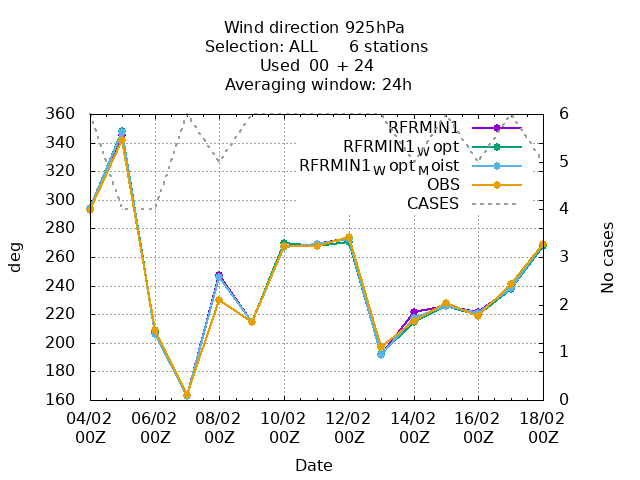 Wind direction 925hPa
Selection: ALL 6 stations
Used 00 + 24
Averaging window: 24h
deg
360
340
320
300
280
260
240
220
200
180
160
RFRMIN1
RFRMIN1_W opt
RFRMIN1_W opt_M oist
OBS
CASES
6
5
4
3
2
1
0
No cases
04/02 06/02 08/02 10/02 12/02 14/02 16/02 18/02
00Z 00Z 00Z 00Z 00Z 00Z 00Z 00Z
Date